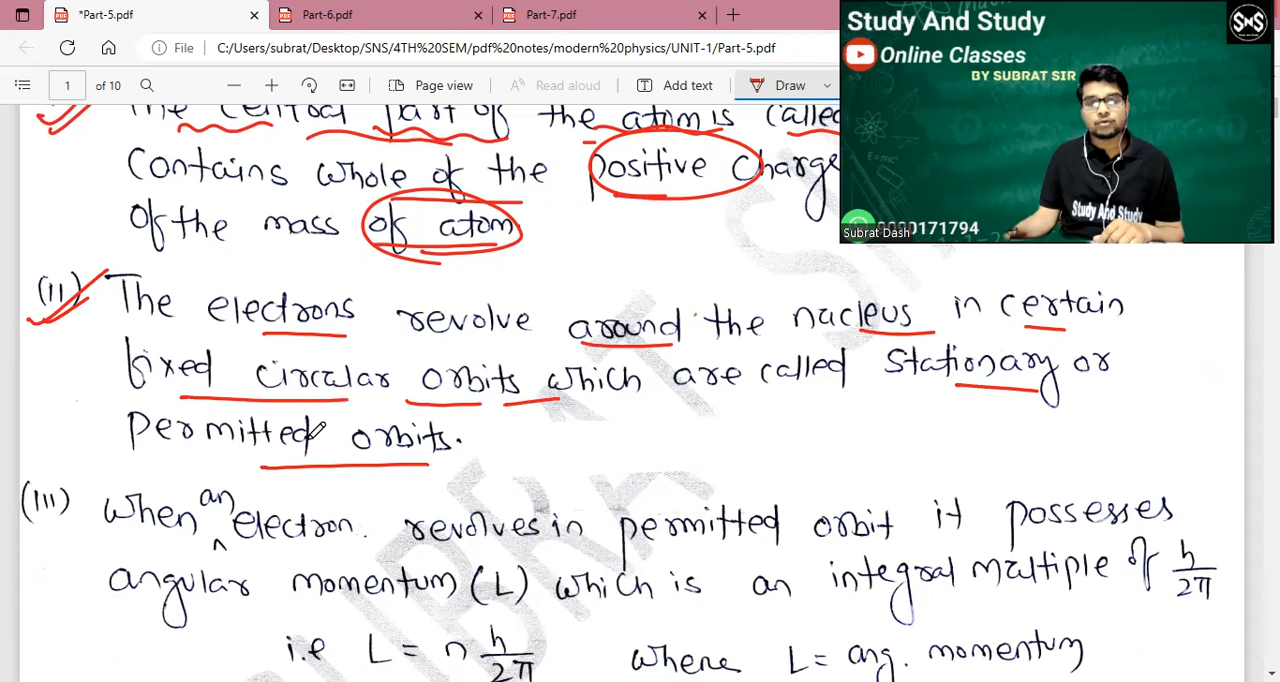 *Part-5.pdf
Part-6.pdf
Part-7.pdf
File C:/Users/subrat/Desktop/SNS/4TH%20SEM/pdf%20notes/modern%20physics/UNIT-1/Part-5.pdf
1 of 10
Page view
Read aloud
Add text
Draw
Study And Study
SNS
Online Classes
BY SUBRAT SIR
Study And Study
Subrat Dash
The central part of the atom is called
contains whole of the positive charge
of the mass of atom
(II) The electrons revolve around the nucleus in certain
fixed circular orbits which are called stationary or
permitted orbits.
(III) when an electron. revolves in permitted orbit it possesses
angular momentum (L) which is an integral multiple of h/2π
i.e L = n h/2π where L = ang. momentum